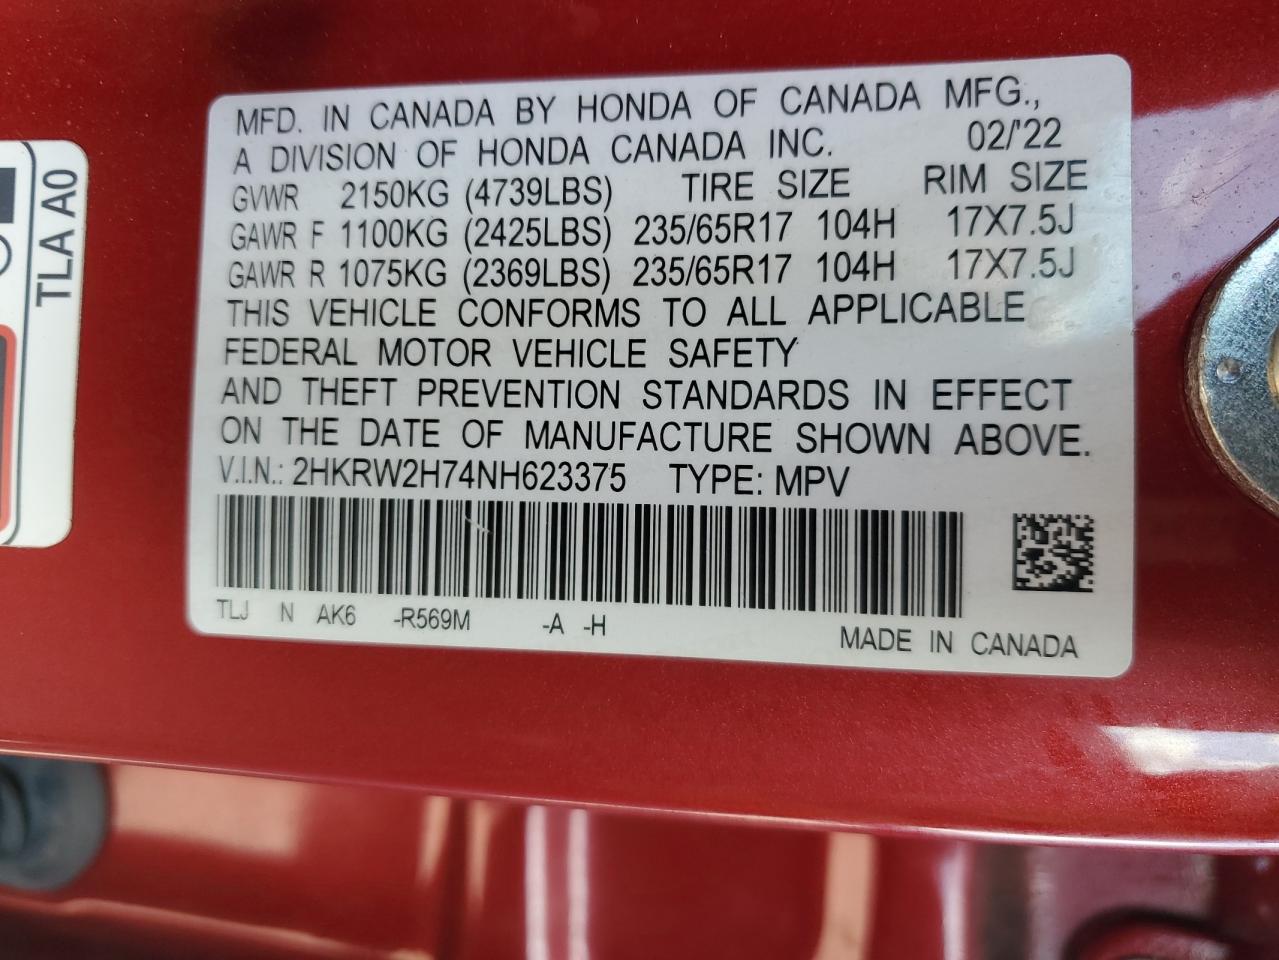 MFD. IN CANADA BY HONDA OF CANADA MFG.,
A DIVISION OF HONDA CANADA INC. 02/'22
GVWR 2150KG (4739LBS) TIRE SIZE RIM SIZE
GAWR F 1100KG (2425LBS) 235/65R17 104H 17X7.5J
GAWR R 1075KG (2369LBS) 235/65R17 104H 17X7.5J
THIS VEHICLE CONFORMS TO ALL APPLICABLE
FEDERAL MOTOR VEHICLE SAFETY
AND THEFT PREVENTION STANDARDS IN EFFECT
ON THE DATE OF MANUFACTURE SHOWN ABOVE.
V.I.N.: 2HKRW2H74NH623375 TYPE: MPV
TLJ N AK6 -R569M -A -H
MADE IN CANADA
TLA A0